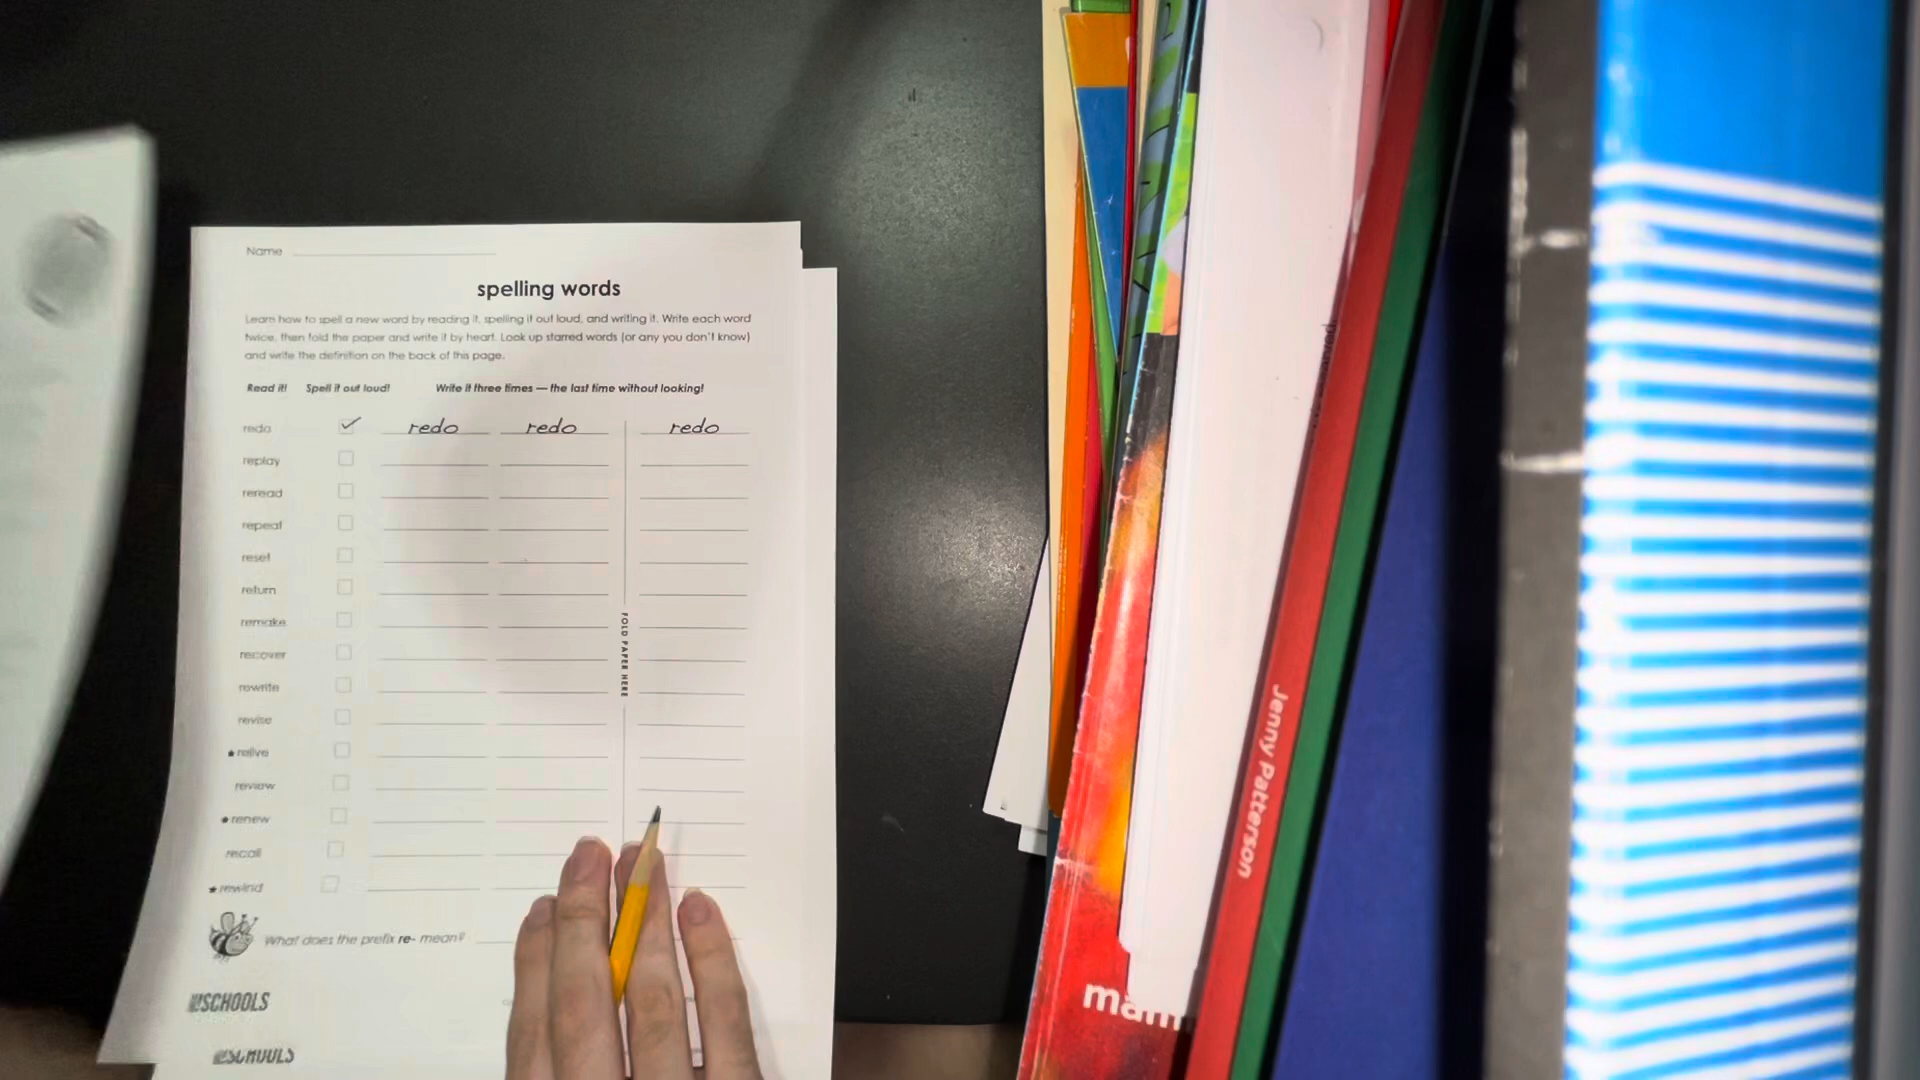 Name
spelling words
Learn how to spell a new word by reading it, spelling it out loud, and writing it. Write each word
twice, then fold the paper and write it by heart. Look up starred words (or any you don't know)
and write the definition on the back of this page.
Read it! Spell it out loud! Write it three times — the last time without looking!
redo redo redo redo
replay
reread
repeat
reset
return
remake
recover
rewrite
revise
★ relive
review
★ renew
recall
★ rewind
FOLD PAPER HERE
What does the prefix re- mean?
SCHOOLS
SCHOOLS
Jenny Patterson